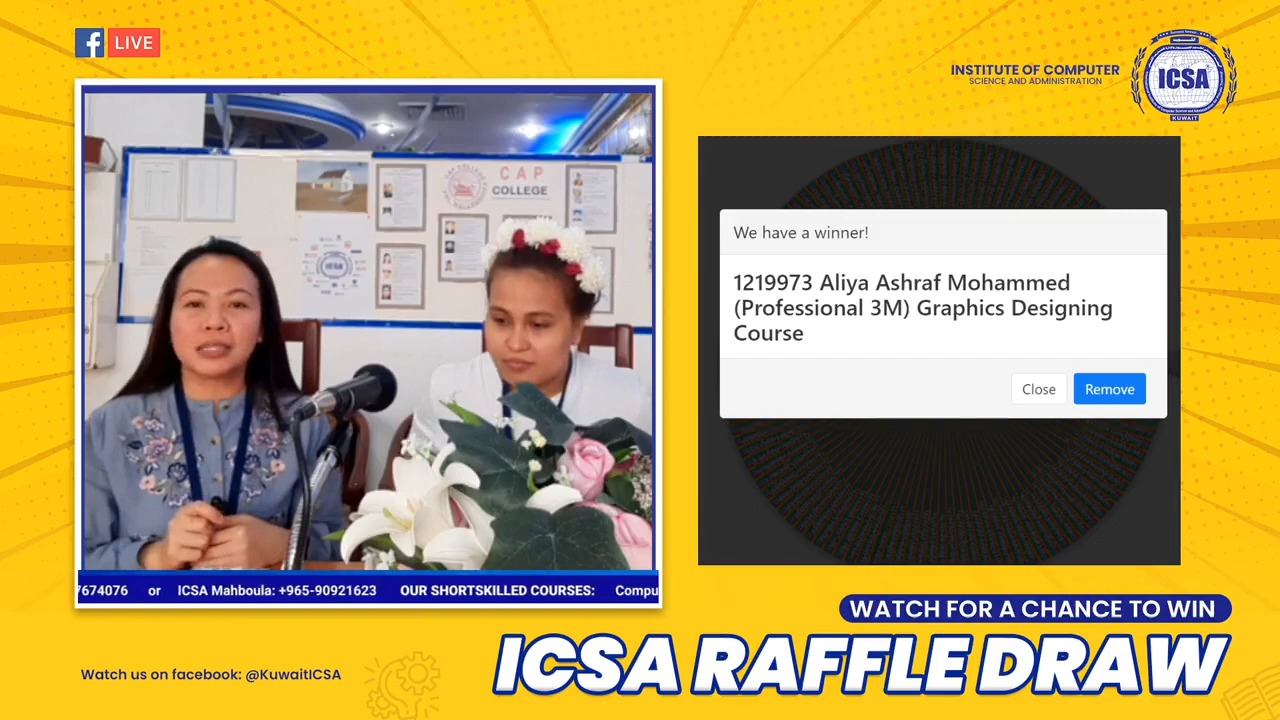 f LIVE
INSTITUTE OF COMPUTER
SCIENCE AND ADMINISTRATION
ICSA
KUWAIT
CAP
COLLEGE
We have a winner!
1219973 Aliya Ashraf Mohammed
(Professional 3M) Graphics Designing
Course
Close
Remove
7674076 or ICSA Mahboula: +965-90921623 OUR SHORTSKILLED COURSES: Compu
WATCH FOR A CHANCE TO WIN
ICSA RAFFLE DRAW
Watch us on facebook: @KuwaitICSA